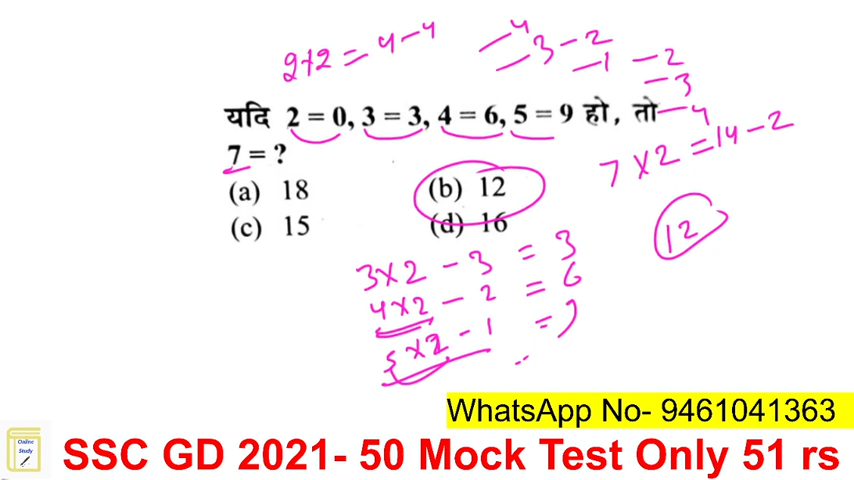 2×2 = 4-4
4
3-2
-1 -2
-3
-4
यदि 2 = 0, 3 = 3, 4 = 6, 5 = 9 हो, तो
7 = ?
7×2 = 14-2
(a) 18 (b) 12
(c) 15 (d) 16
12
3×2 - 3 = 3
4×2 - 2 = 6
5×2 - 1 = 9
WhatsApp No- 9461041363
Online
Study
SSC GD 2021- 50 Mock Test Only 51 rs